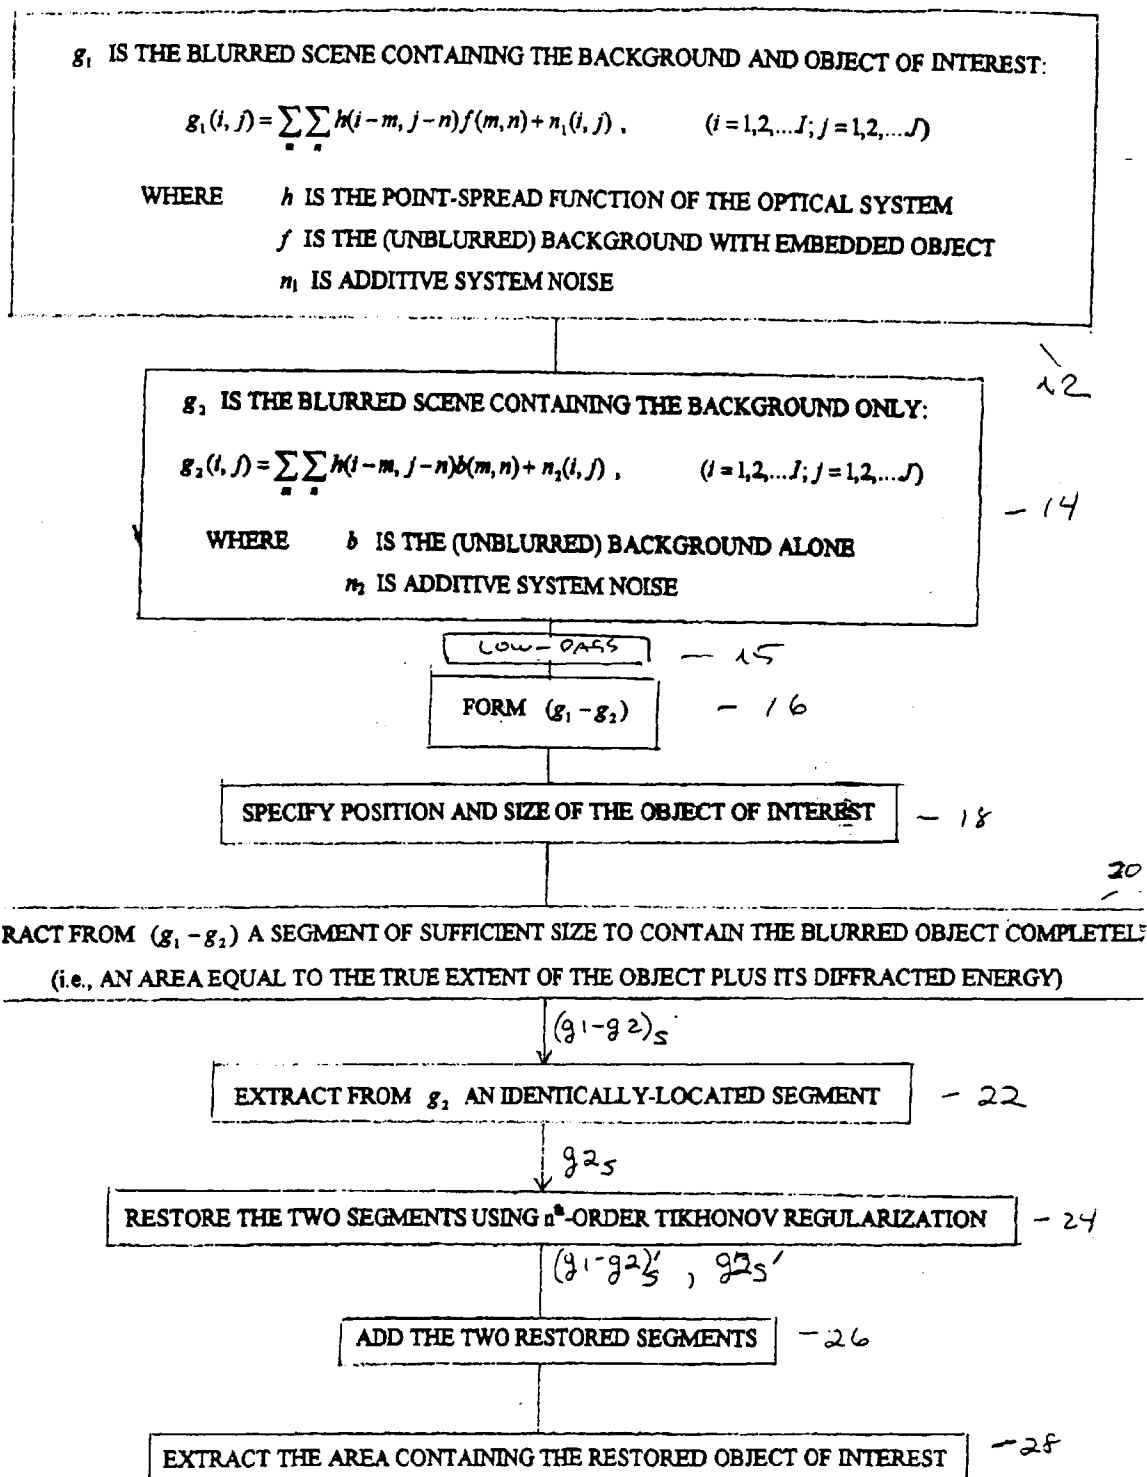 g₁ IS THE BLURRED SCENE CONTAINING THE BACKGROUND AND OBJECT OF INTEREST:
g₁(i, j) = ∑∑ h(i−m, j−n) f(m,n) + n₁(i, j) , (i = 1,2,...I; j = 1,2,...J)
m n
WHERE h IS THE POINT-SPREAD FUNCTION OF THE OPTICAL SYSTEM
f IS THE (UNBLURRED) BACKGROUND WITH EMBEDDED OBJECT
n₁ IS ADDITIVE SYSTEM NOISE
12
g₂ IS THE BLURRED SCENE CONTAINING THE BACKGROUND ONLY:
g₂(i, j) = ∑∑ h(i−m, j−n)b(m,n) + n₂(i, j) , (i = 1,2,...I; j = 1,2,...J)
m n
– 14
WHERE b IS THE (UNBLURRED) BACKGROUND ALONE
n₂ IS ADDITIVE SYSTEM NOISE
LOW-PASS – 15
FORM (g₁ − g₂) – 16
SPECIFY POSITION AND SIZE OF THE OBJECT OF INTEREST – 18
20
RACT FROM (g₁ − g₂) A SEGMENT OF SUFFICIENT SIZE TO CONTAIN THE BLURRED OBJECT COMPLETEL
(i.e., AN AREA EQUAL TO THE TRUE EXTENT OF THE OBJECT PLUS ITS DIFFRACTED ENERGY)
(g1-g2)s
EXTRACT FROM g₂ AN IDENTICALLY-LOCATED SEGMENT – 22
g2s
RESTORE THE TWO SEGMENTS USING nᵗʰ-ORDER TIKHONOV REGULARIZATION – 24
(g1-g2)'s , g2s'
ADD THE TWO RESTORED SEGMENTS – 26
EXTRACT THE AREA CONTAINING THE RESTORED OBJECT OF INTEREST – 28